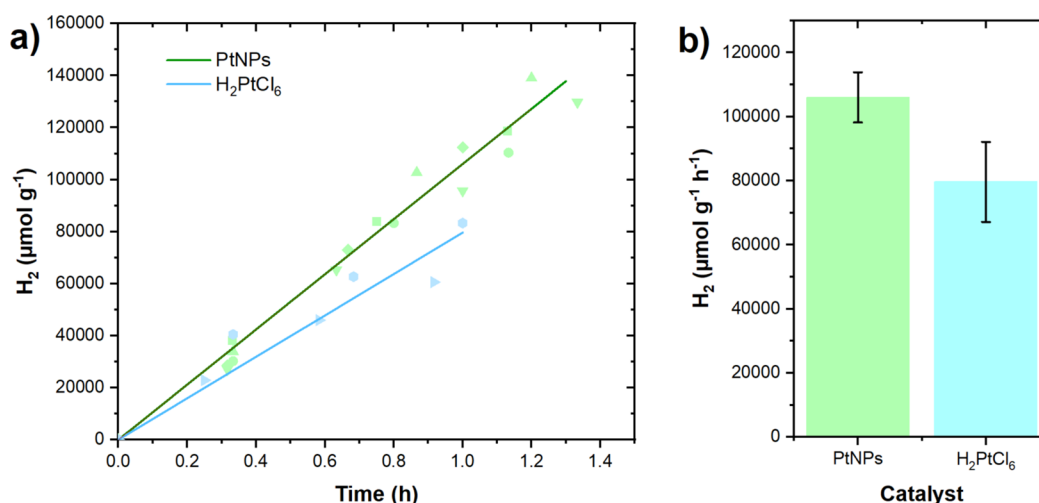 a)
PtNPs
H₂PtCl₆
H₂ (µmol g⁻¹)
160000
140000
120000
100000
80000
60000
40000
20000
0
0.0 0.2 0.4 0.6 0.8 1.0 1.2 1.4
Time (h)
b)
H₂ (µmol g⁻¹ h⁻¹)
120000
100000
80000
60000
40000
20000
0
PtNPs H₂PtCl₆
Catalyst